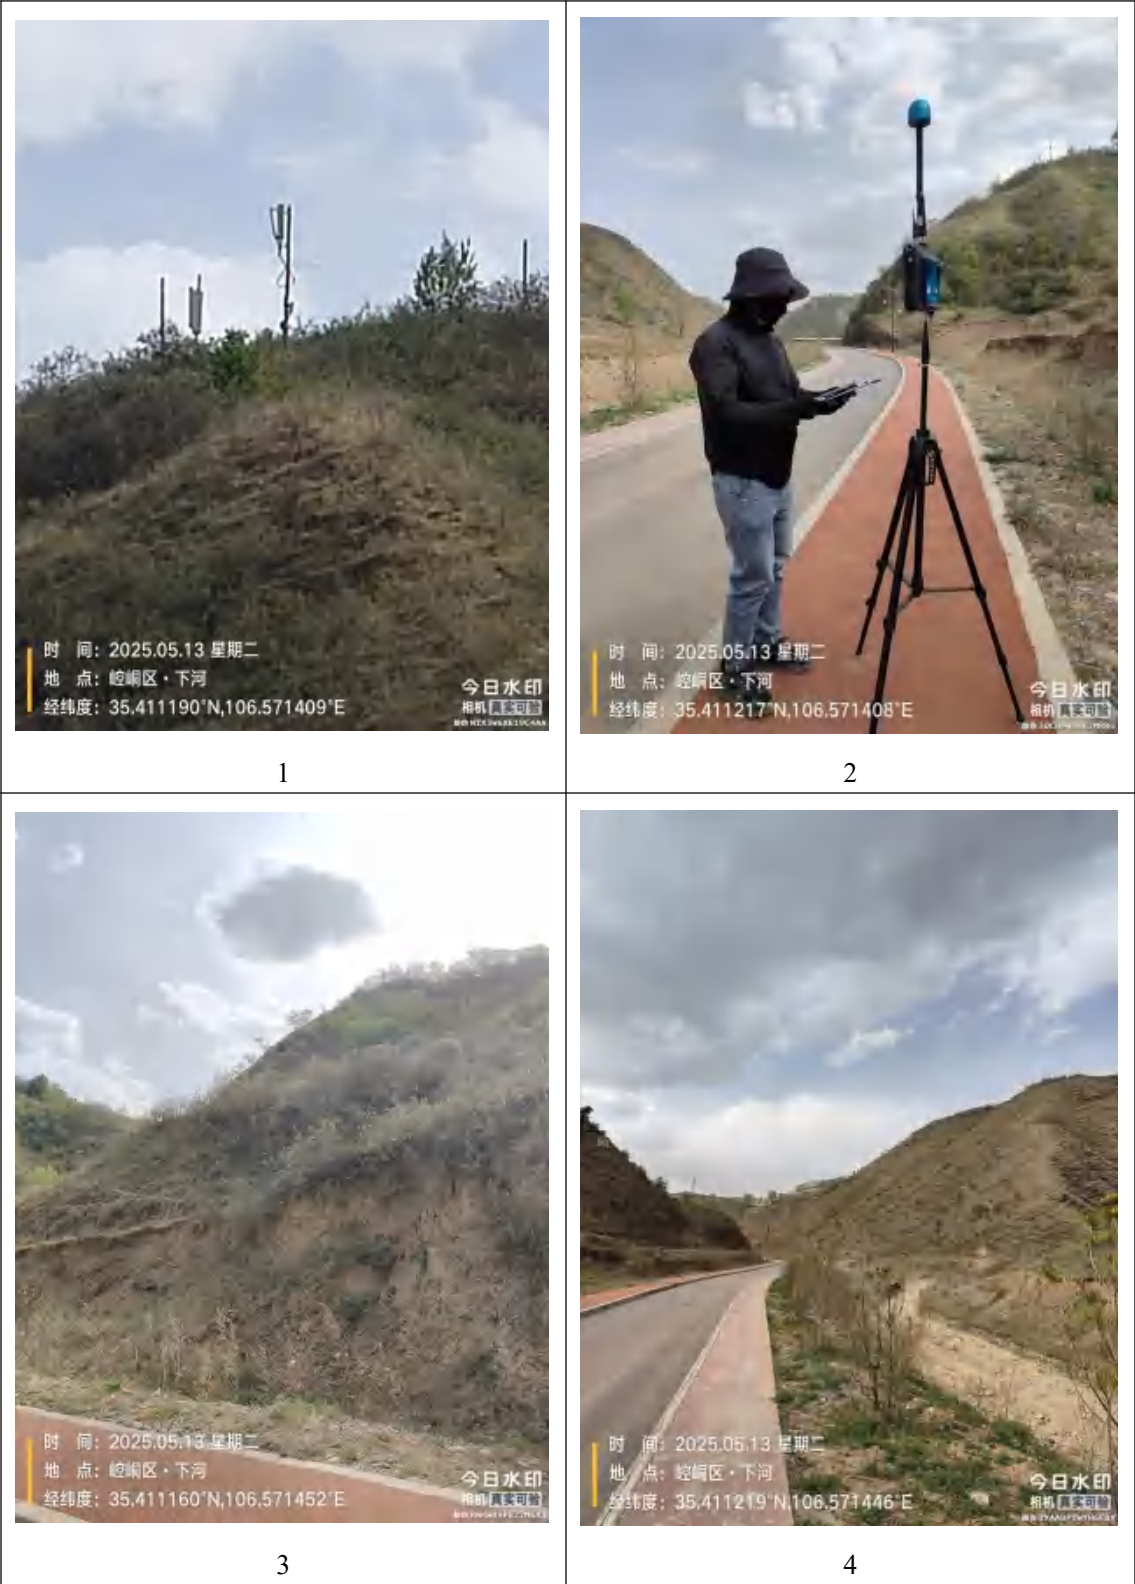 时 间：2025.05.13 星期二
地 点：崆峒区·下河
经纬度：35.411190°N,106.571409°E
今日水印
相机 真实可验
1
时 间：2025.05.13 星期二
地 点：崆峒区·下河
经纬度：35.411217°N,106.571408°E
今日水印
相机 真实可验
2
时 间：2025.05.13 星期二
地 点：崆峒区·下河
经纬度：35.411160°N,106.571452°E
今日水印
相机 真实可验
3
时 间：2025.05.13 星期二
地 点：崆峒区·下河
经纬度：35.411219°N,106.571446°E
今日水印
相机 真实可验
4